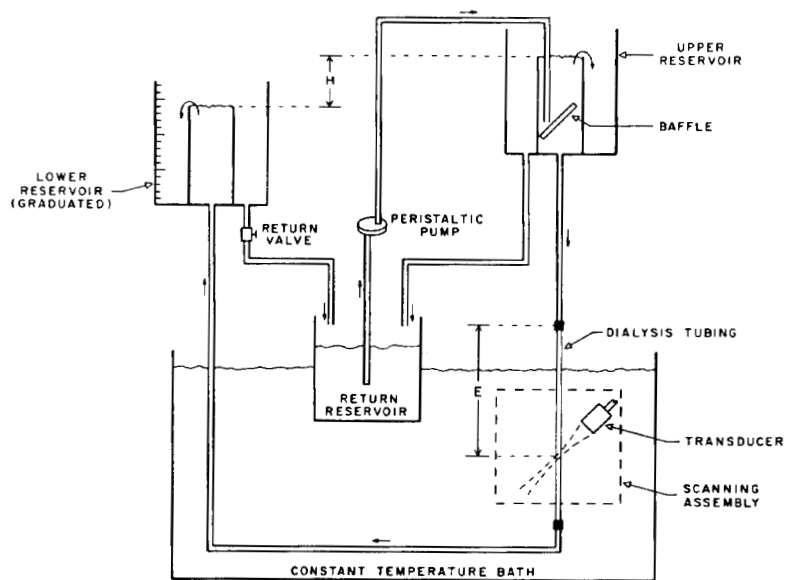 UPPER
RESERVOIR
H
BAFFLE
LOWER
RESERVOIR
(GRADUATED)
RETURN
VALVE
PERISTALTIC
PUMP
DIALYSIS TUBING
E
RETURN
RESERVOIR
TRANSDUCER
SCANNING
ASSEMBLY
CONSTANT TEMPERATURE BATH